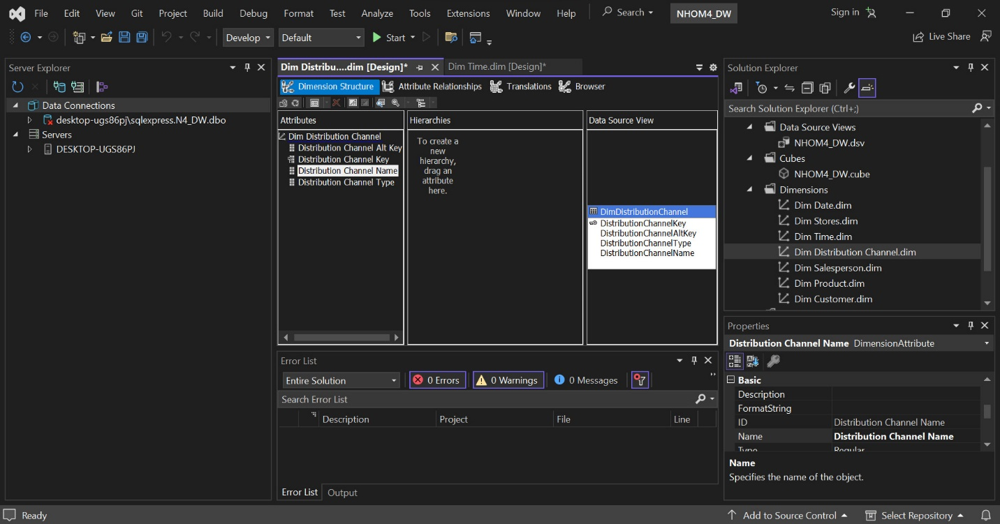 File Edit View Git Project Build Debug Format Test Analyze Tools Extensions Window Help Search NHOM4_DW Sign in
Develop Default Start Live Share
Server Explorer
Data Connections
desktop-ugs86pj\sqlexpress.N4_DW.dbo
Servers
DESKTOP-UGS86PJ
Dim Distribu....dim [Design]* Dim Time.dim [Design]*
Dimension Structure Attribute Relationships Translations Browser
Attributes
Dim Distribution Channel
Distribution Channel Alt Key
Distribution Channel Key
Distribution Channel Name
Distribution Channel Type
Hierarchies
To create a
new
hierarchy,
drag an
attribute
here.
Data Source View
DimDistributionChannel
DistributionChannelKey
DistributionChannelAltKey
DistributionChannelType
DistributionChannelName
Error List
Entire Solution 0 Errors 0 Warnings 0 Messages
Search Error List
Description Project File Line
Error List Output
Solution Explorer
Search Solution Explorer (Ctrl+;)
Data Source Views
NHOM4_DW.dsv
Cubes
NHOM4_DW.cube
Dimensions
Dim Date.dim
Dim Stores.dim
Dim Time.dim
Dim Distribution Channel.dim
Dim Salesperson.dim
Dim Product.dim
Dim Customer.dim
Properties
Distribution Channel Name DimensionAttribute
Basic
Description
FormatString
ID Distribution Channel Name
Name Distribution Channel Name
Type Regular
Name
Specifies the name of the object.
Ready Add to Source Control Select Repository